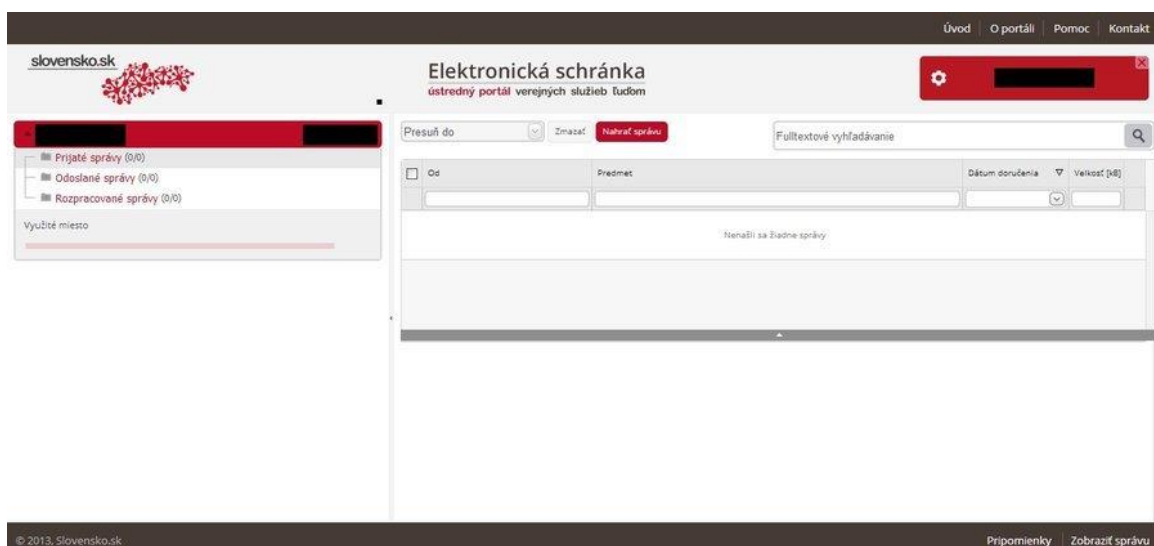 Úvod O portáli Pomoc Kontakt
slovensko.sk
Elektronická schránka
ústredný portál verejných služieb ľuďom
Presuň do Zmazať Nahrať správu Fulltextové vyhľadávanie
Prijaté správy (0/0)
Odoslané správy (0/0)
Rozpracované správy (0/0)
Využité miesto
Od Predmet Dátum doručenia Veľkosť [kB]
Nenašli sa žiadne správy
© 2013, Slovensko.sk Pripomienky Zobraziť správu